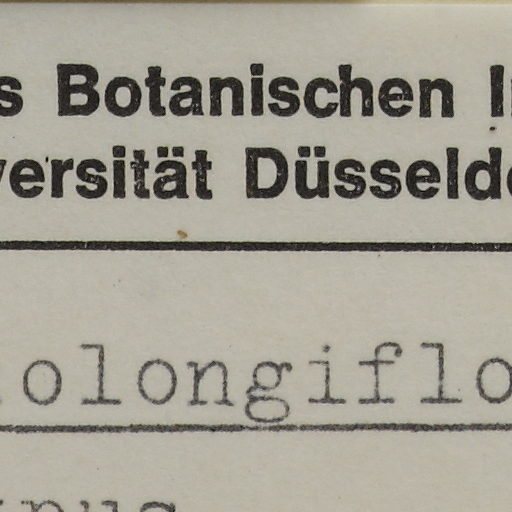 s Botanischen I
versität Düsseld
olongiflo